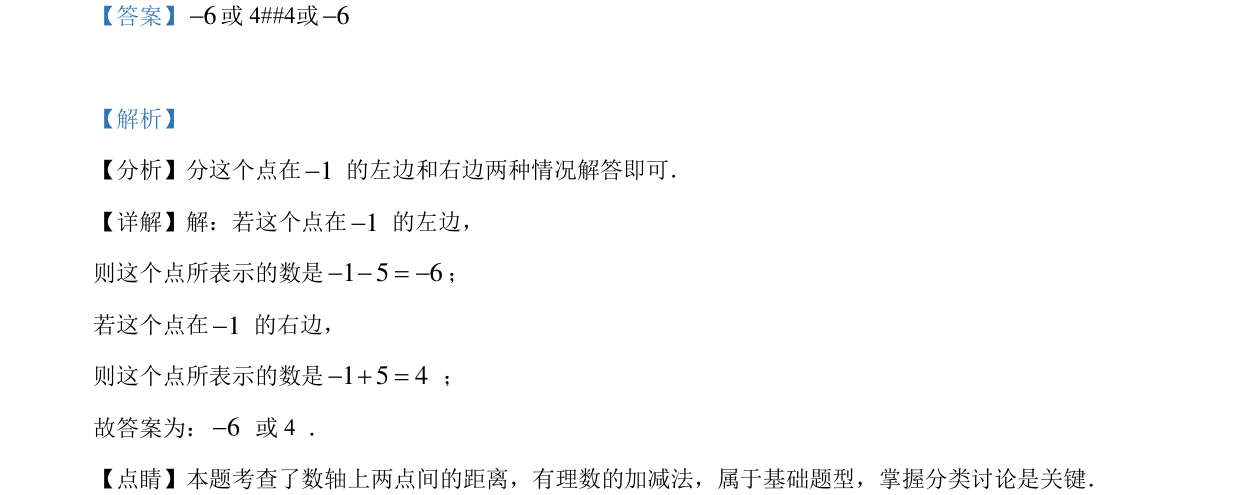 【答案】−6或 4##4或−6
【解析】
【分析】分这个点在−1 的左边和右边两种情况解答即可．
【详解】解：若这个点在−1 的左边，
则这个点所表示的数是−1−5=−6；
若这个点在−1 的右边，
则这个点所表示的数是−1+5=4 ；
故答案为：−6 或 4 ．
【点睛】本题考查了数轴上两点间的距离，有理数的加减法，属于基础题型，掌握分类讨论是关键．